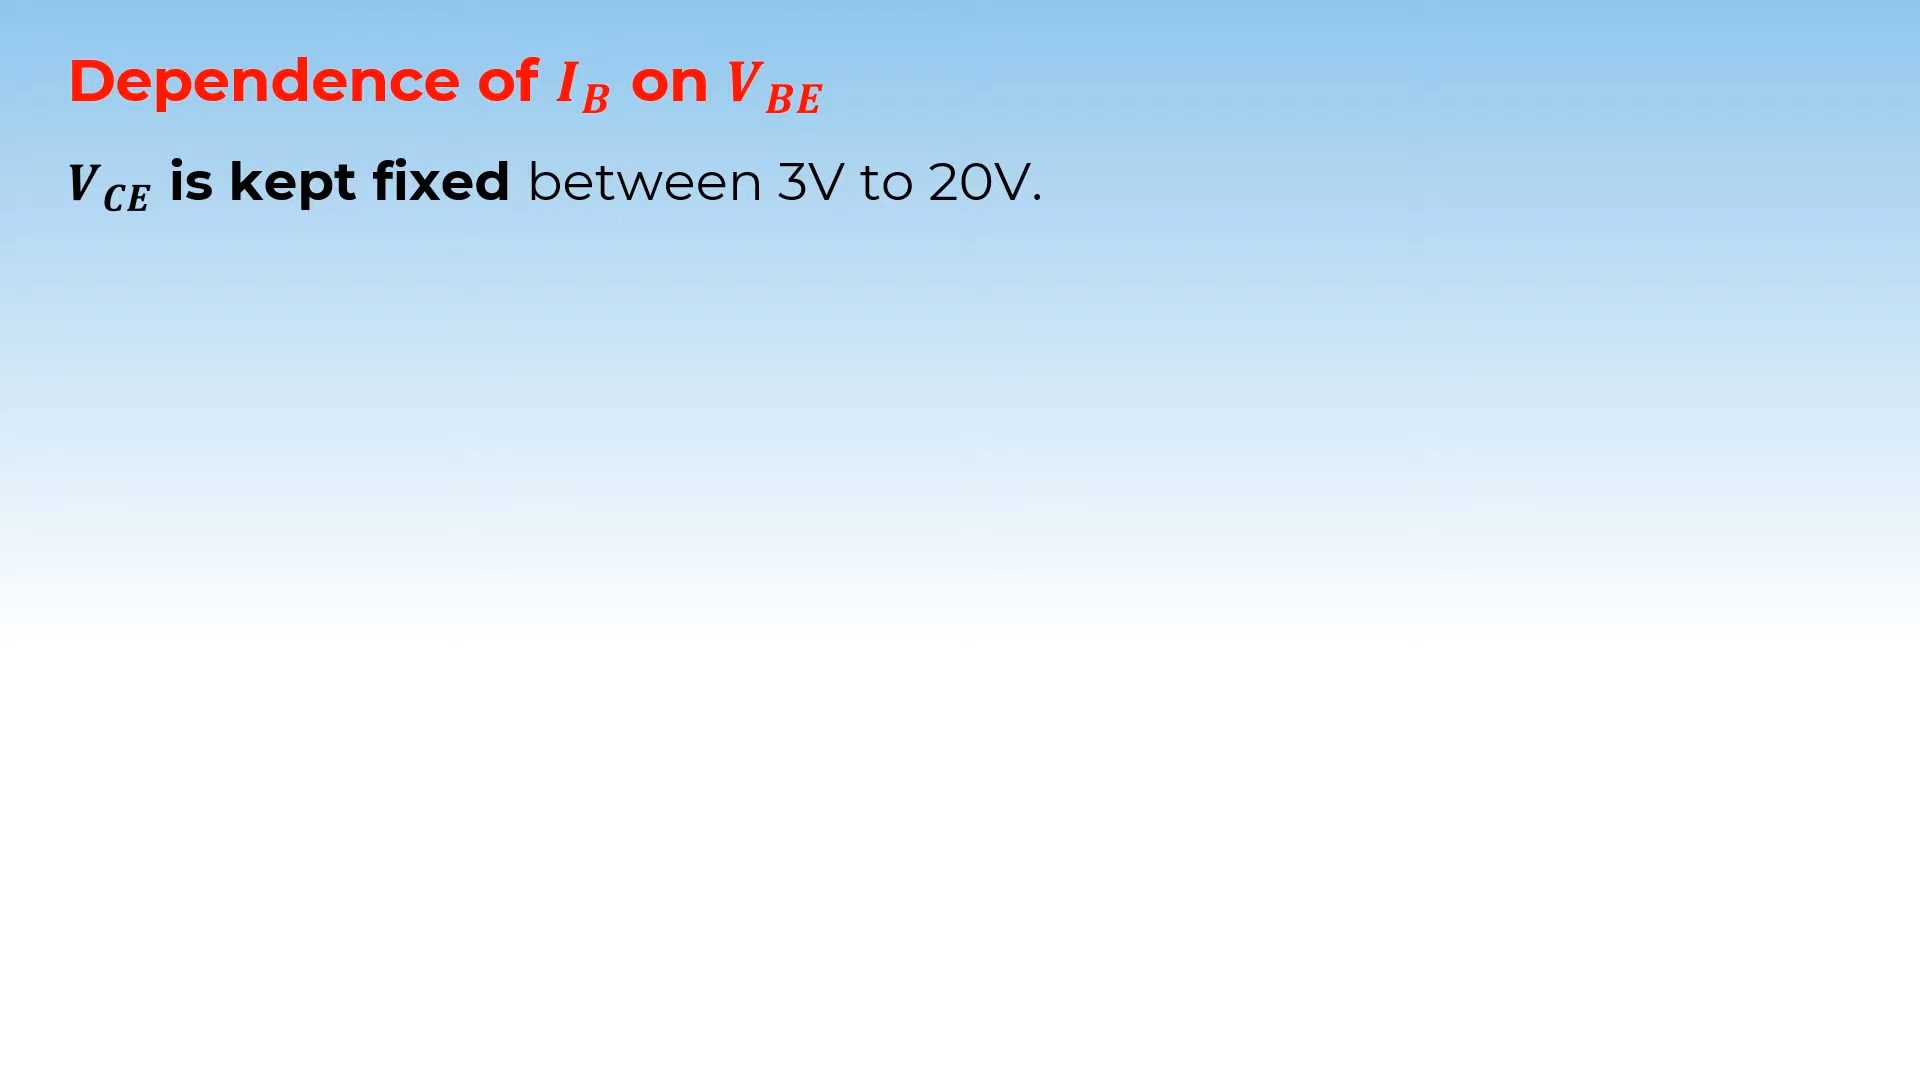 Dependence of I_B on V_BE
V_CE is kept fixed between 3V to 20V.